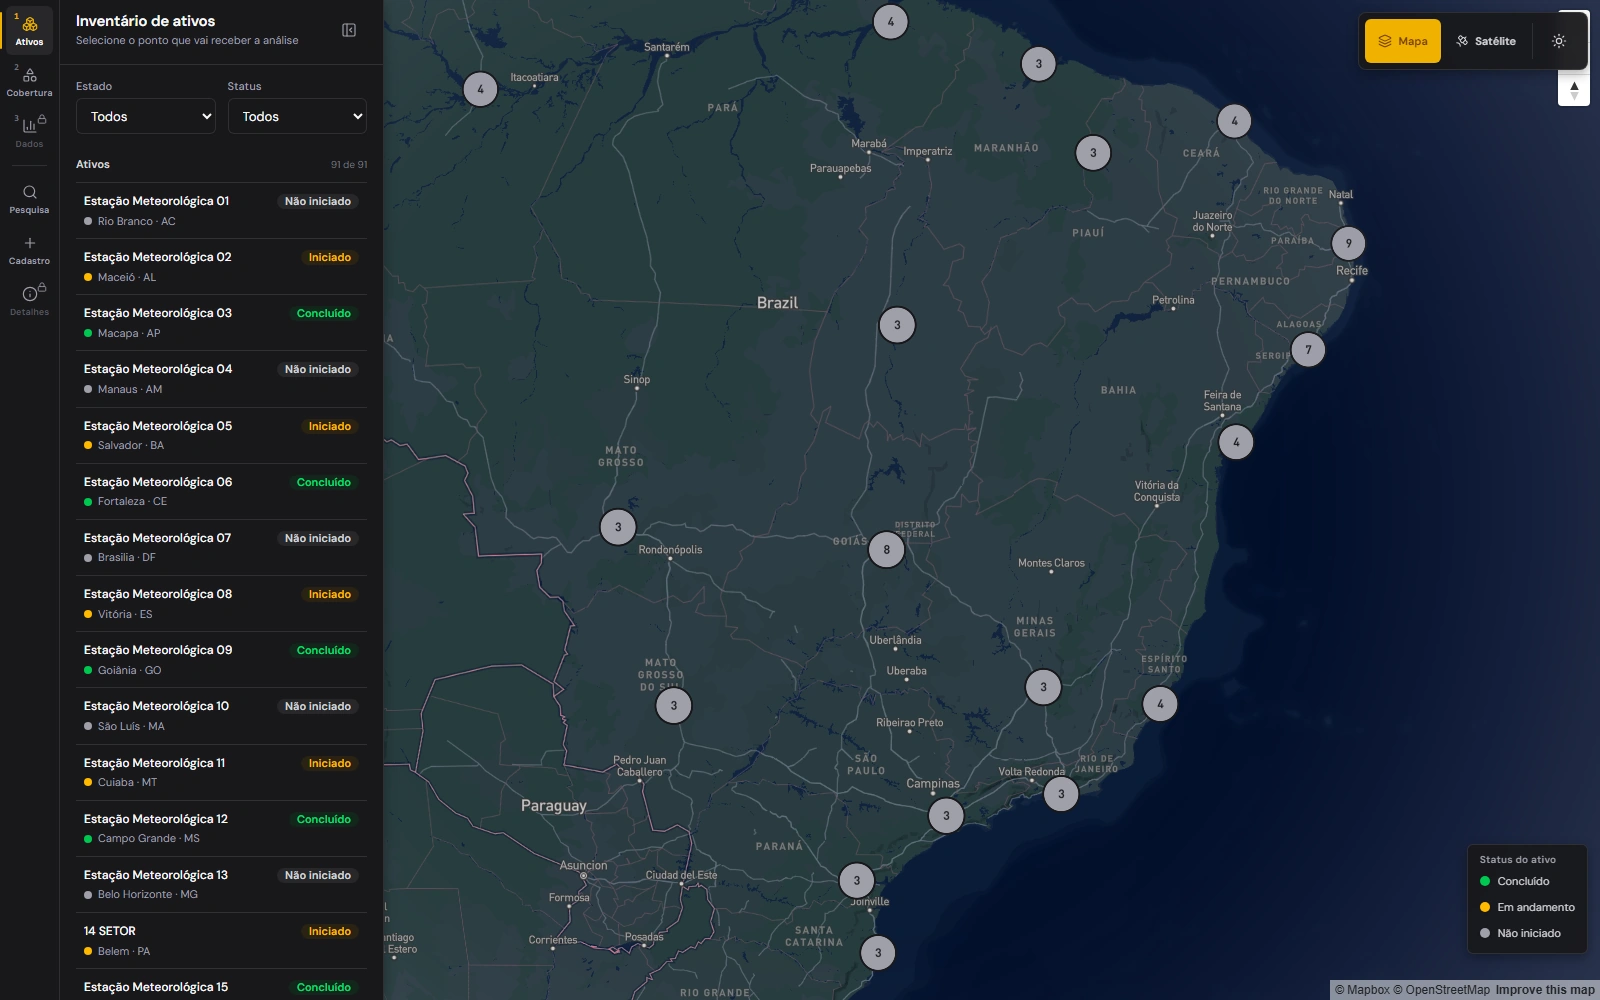 1
Ativos
2
Cobertura
3
Dados
Pesquisa
Cadastro
Detalhes
Inventário de ativos
Selecione o ponto que vai receber a análise
Estado
Status
Todos
Todos
Ativos
91 de 91
Estação Meteorológica 01
Não iniciado
Rio Branco · AC
Estação Meteorológica 02
Iniciado
Maceió · AL
Estação Meteorológica 03
Concluído
Macapa · AP
Estação Meteorológica 04
Não iniciado
Manaus · AM
Estação Meteorológica 05
Iniciado
Salvador · BA
Estação Meteorológica 06
Concluído
Fortaleza · CE
Estação Meteorológica 07
Não iniciado
Brasilia · DF
Estação Meteorológica 08
Iniciado
Vitória · ES
Estação Meteorológica 09
Concluído
Goiânia · GO
Estação Meteorológica 10
Não iniciado
São Luís · MA
Estação Meteorológica 11
Iniciado
Cuiaba · MT
Estação Meteorológica 12
Concluído
Campo Grande · MS
Estação Meteorológica 13
Não iniciado
Belo Horizonte · MG
14 SETOR
Iniciado
Belem · PA
Estação Meteorológica 15
Concluído
Mapa
Satélite
4
Santarém
3
Itacoatiara
4
PARÁ
4
Marabá
Imperatriz
MARANHÃO
3
CEARÁ
Parauapebas
RIO GRANDE
DO NORTE
Natal
Juazeiro
do Norte
PIAUÍ
PARAÍBA
9
Recife
PERNAMBUCO
Brazil
Petrolina
3
ALAGOAS
SERGIP
7
A
Sinop
BAHIA
Feira de
Santana
4
MATO
GROSSO
Vitória da
Conquista
3
DISTRITO
FEDERAL
GOIÁS
8
Rondonópolis
Montes Claros
MINAS
GERAIS
Uberlândia
Uberaba
ESPÍRITO
SANTO
MATO
GROSSO
DO SUL
3
3
4
Ribeirao Preto
Pedro Juan
Caballero
SÃO
PAULO
RIO DE
JANEIRO
Volta Redonda
Campinas
3
3
Paraguay
PARANÁ
Asuncion
Ciudad del Este
3
Joinville
Formosa
Corrientes
Posadas
ntiago
l Estero
SANTA
CATARINA
3
RIO GRANDE
Status do ativo
Concluído
Em andamento
Não iniciado
© Mapbox © OpenStreetMap Improve this map